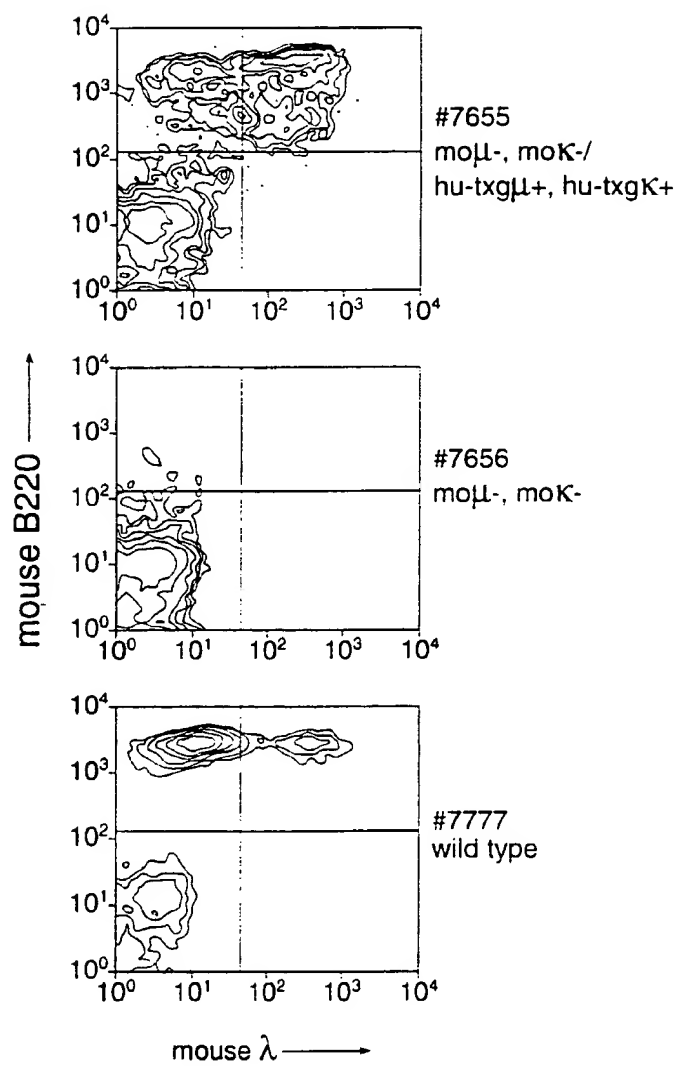 10⁴
10³
10²
10¹
10⁰
10⁰ 10¹ 10² 10³ 10⁴
#7655
moμ-, moκ-/
hu-txgμ+, hu-txgκ+
10⁴
10³
10²
10¹
10⁰
10⁰ 10¹ 10² 10³ 10⁴
#7656
moμ-, moκ-
mouse B220
10⁴
10³
10²
10¹
10⁰
10⁰ 10¹ 10² 10³ 10⁴
#7777
wild type
mouse λ